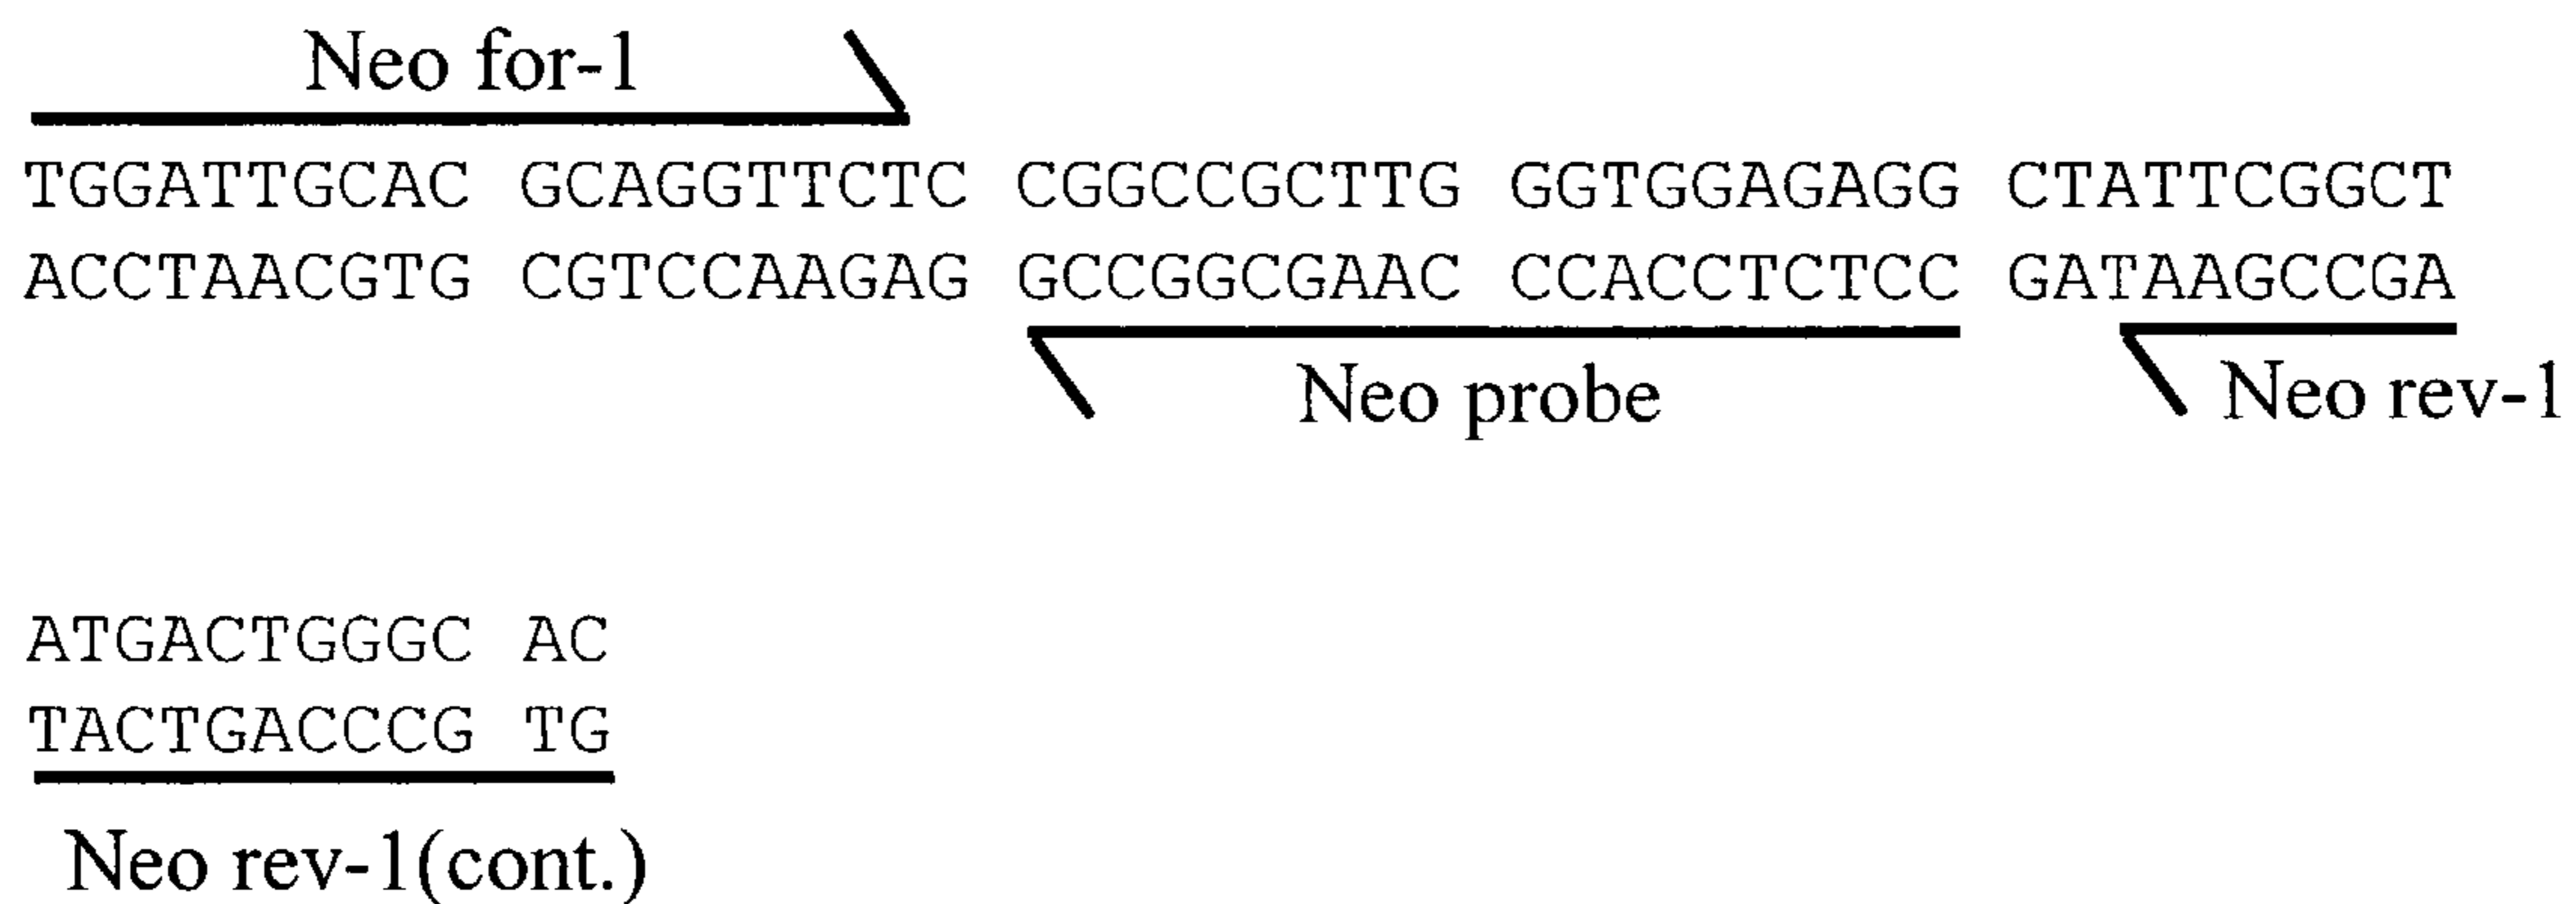 Neo for-1
TGGATTGCAC GCAGGTTCTC CGGCCGCTTG GGTGGAGAGG CTATTCGGCT
ACCTAACGTG CGTCCAAGAG GCCGGCGAAC CCACCTCTCC GATAAGCCGA
Neo probe Neo rev-1
ATGACTGGGC AC
TACTGACCCG TG
Neo rev-1(cont.)